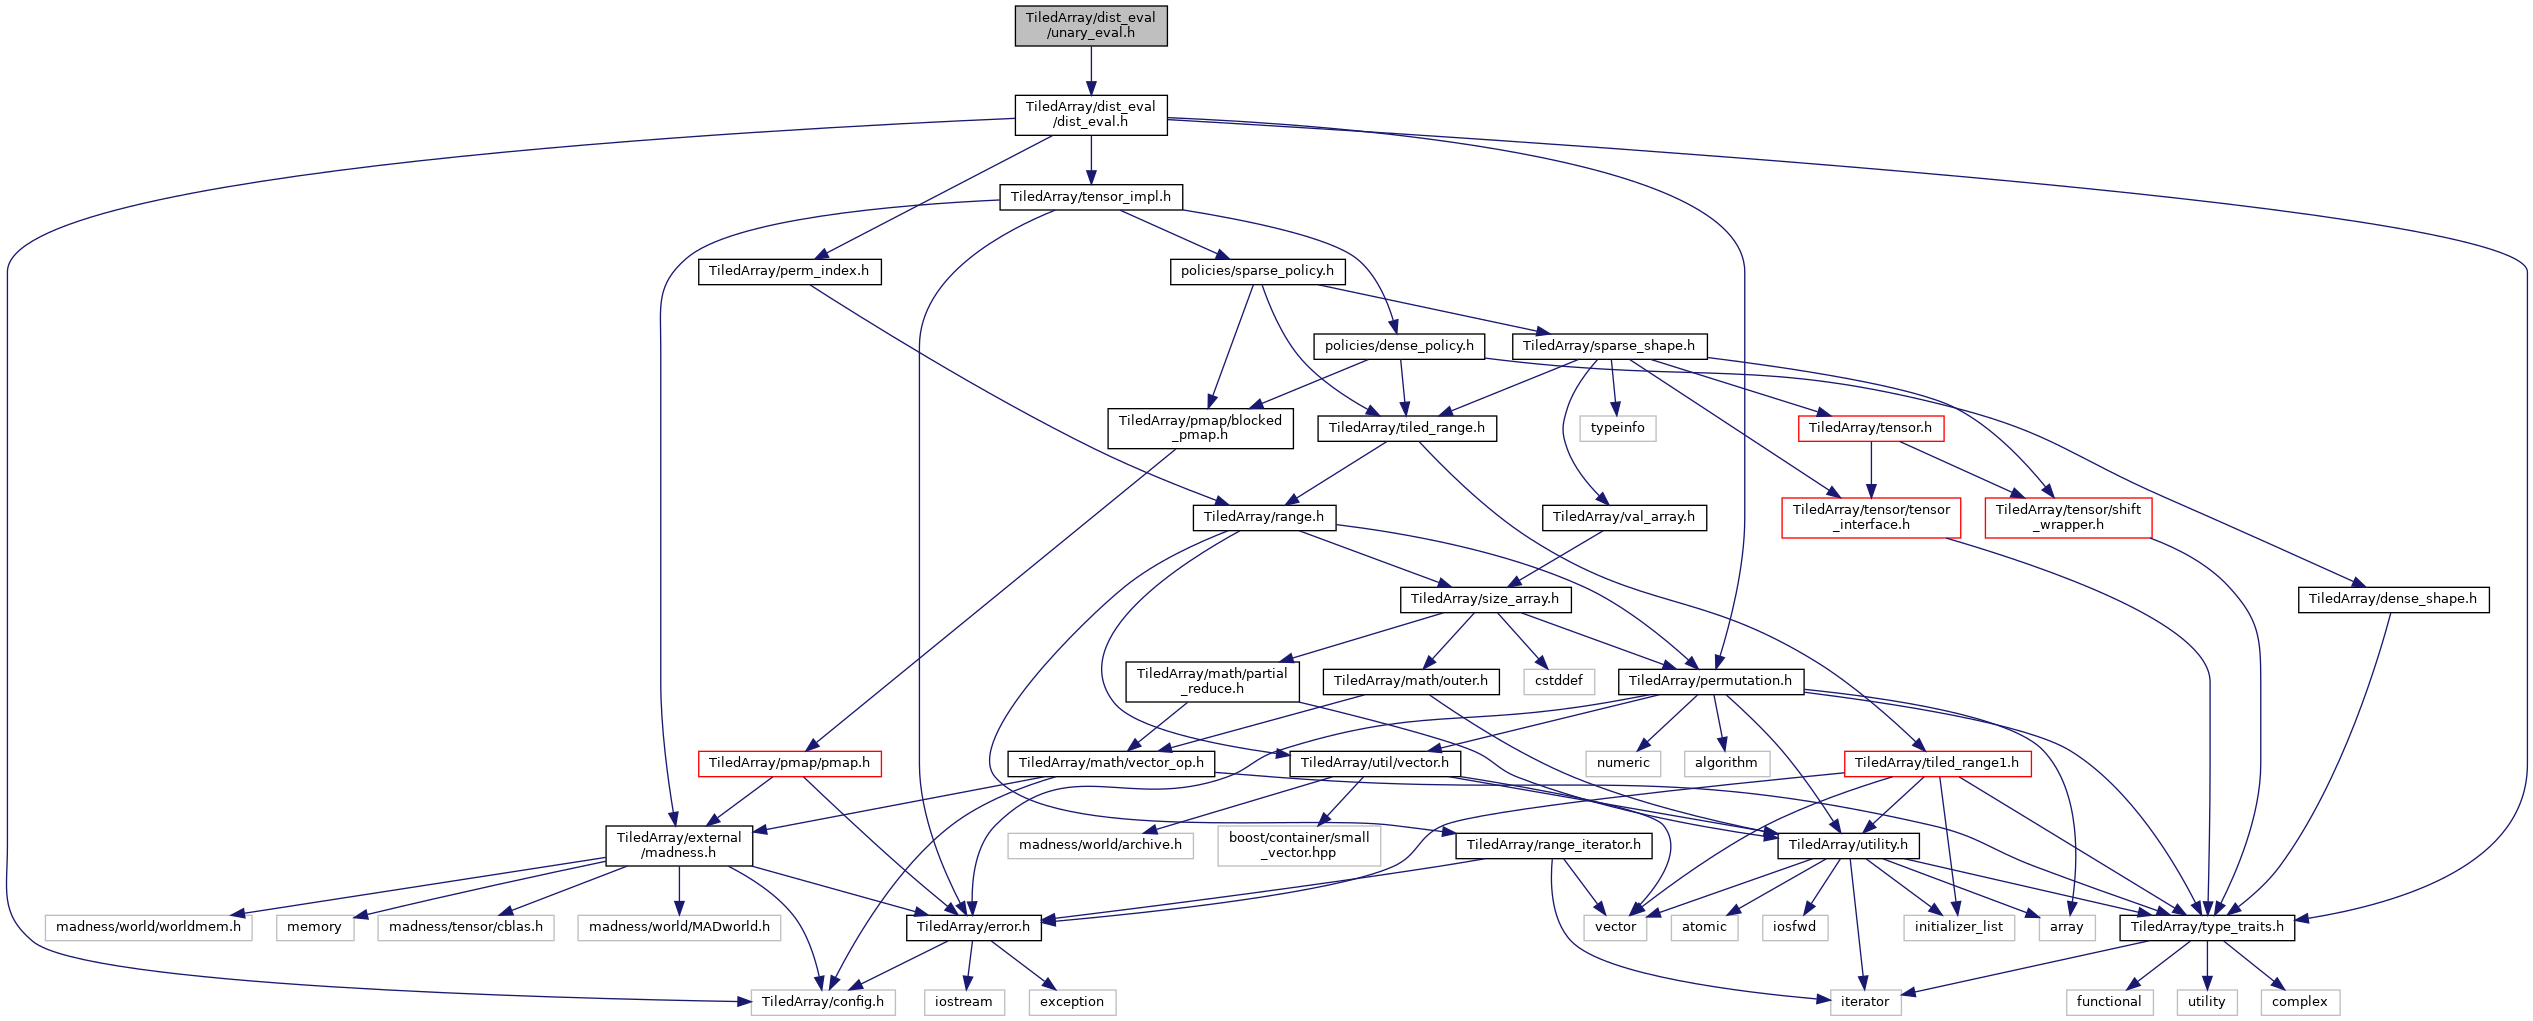 TiledArray/dist_eval
/unary_eval.h
TiledArray/dist_eval
/dist_eval.h
TiledArray/tensor_impl.h
TiledArray/perm_index.h
policies/sparse_policy.h
policies/dense_policy.h
TiledArray/sparse_shape.h
TiledArray/pmap/blocked
_pmap.h
TiledArray/tiled_range.h
typeinfo
TiledArray/tensor.h
TiledArray/range.h
TiledArray/val_array.h
TiledArray/tensor/tensor
_interface.h
TiledArray/tensor/shift
_wrapper.h
TiledArray/size_array.h
TiledArray/dense_shape.h
TiledArray/math/partial
_reduce.h
TiledArray/math/outer.h
cstddef
TiledArray/permutation.h
TiledArray/pmap/pmap.h
TiledArray/math/vector_op.h
TiledArray/util/vector.h
numeric
algorithm
TiledArray/tiled_range1.h
TiledArray/external
/madness.h
madness/world/archive.h
boost/container/small
_vector.hpp
TiledArray/range_iterator.h
TiledArray/utility.h
madness/world/worldmem.h
memory
madness/tensor/cblas.h
madness/world/MADworld.h
TiledArray/error.h
vector
atomic
iosfwd
initializer_list
array
TiledArray/type_traits.h
TiledArray/config.h
iostream
exception
iterator
functional
utility
complex